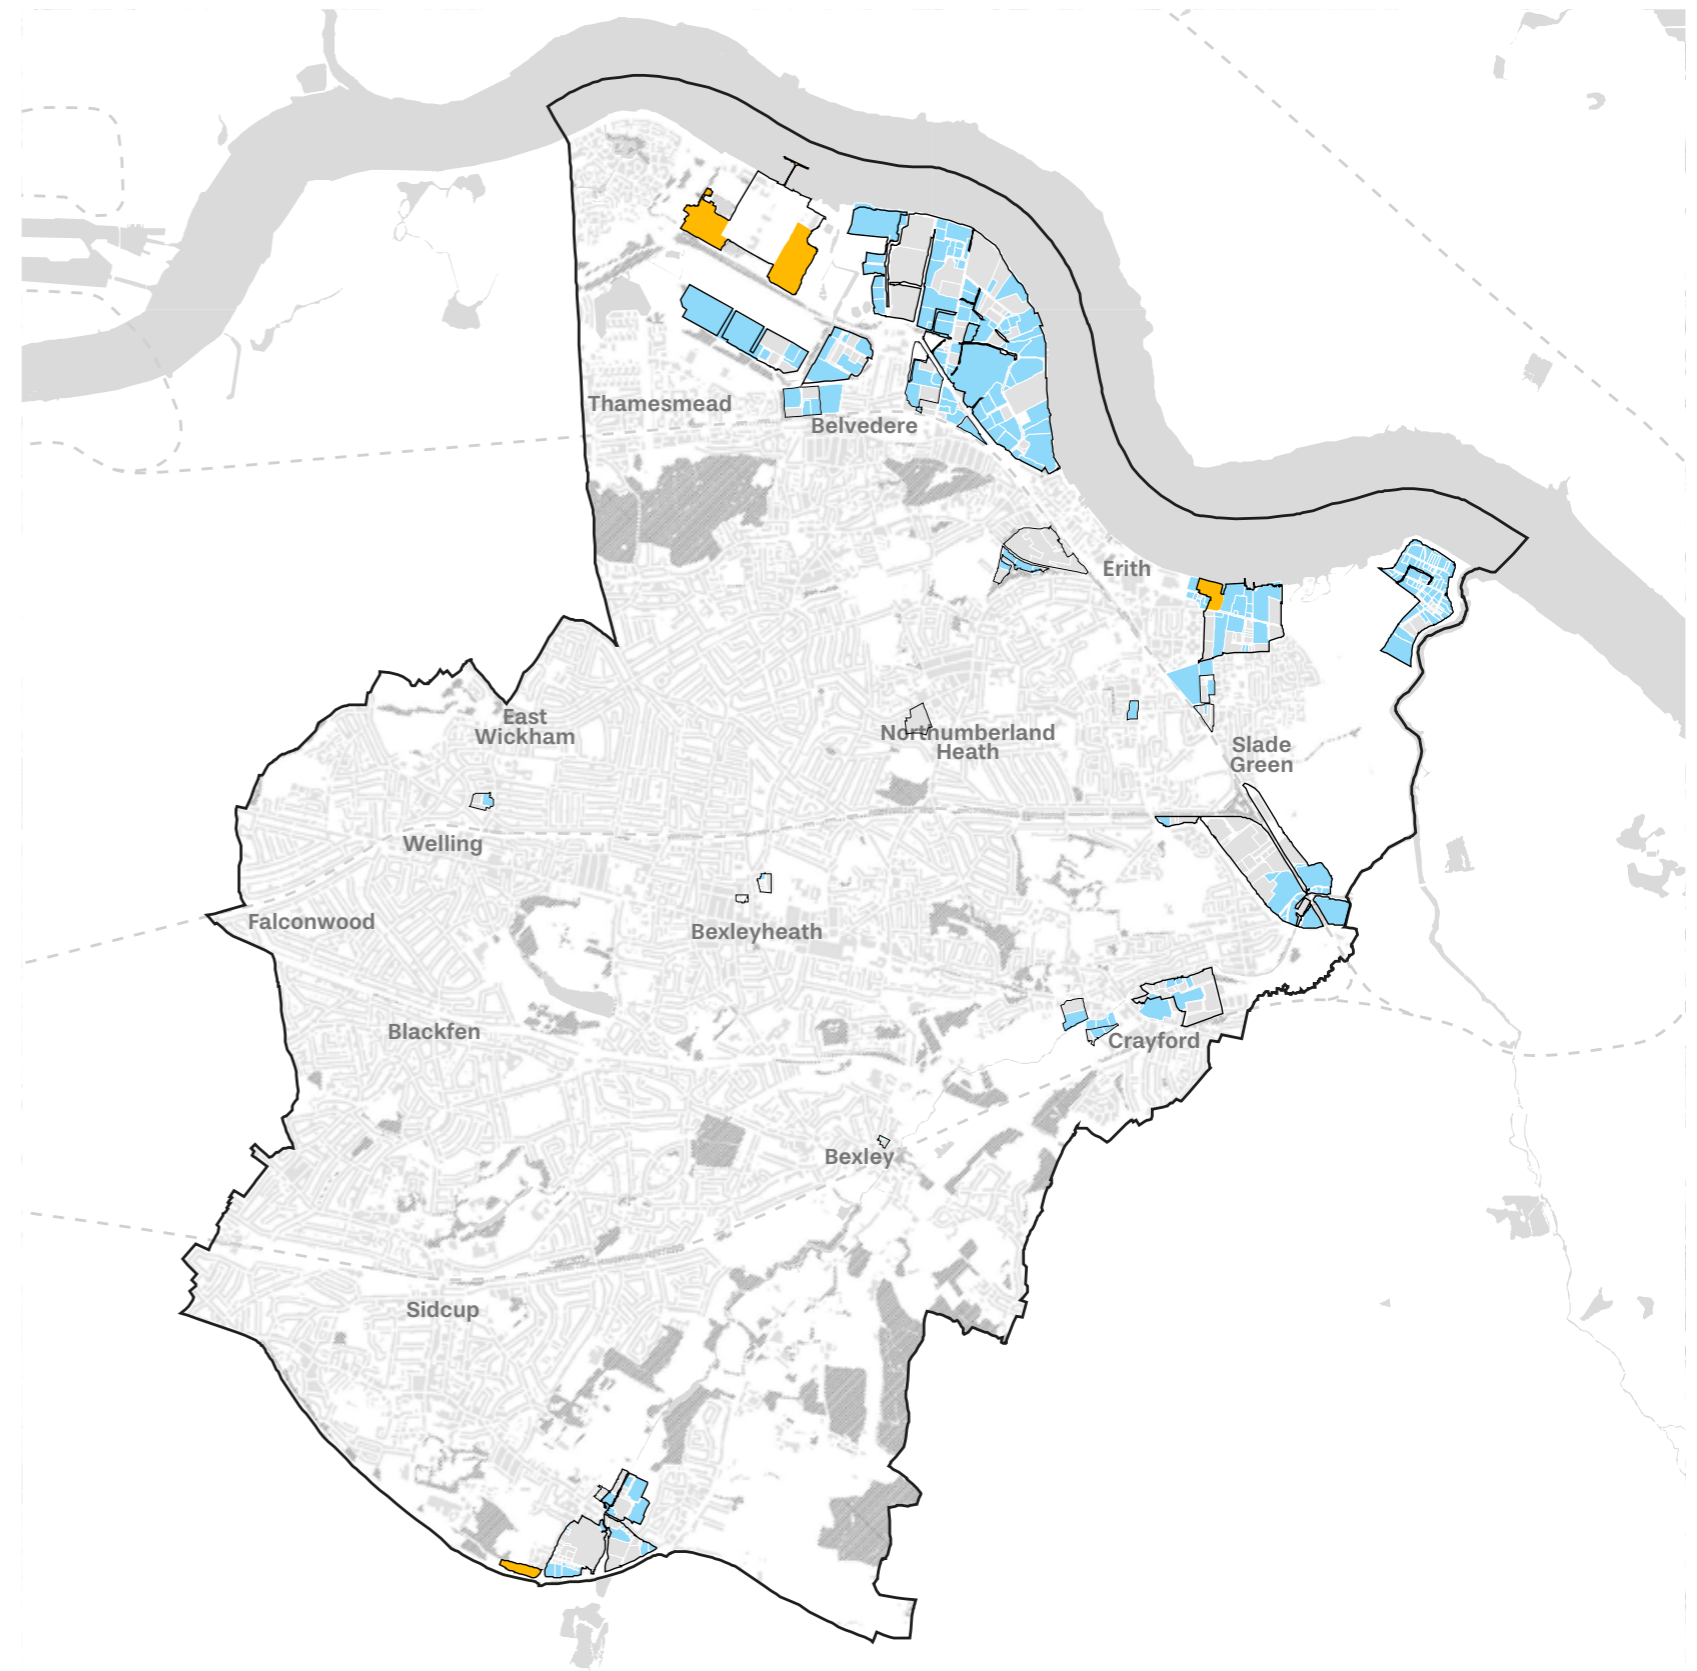 Thamesmead
Belvedere
Erith
East
Wickham
Northumberland
Heath
Slade
Green
Welling
Falconwood
Bexleyheath
Blackfen
Crayford
Bexley
Sidcup